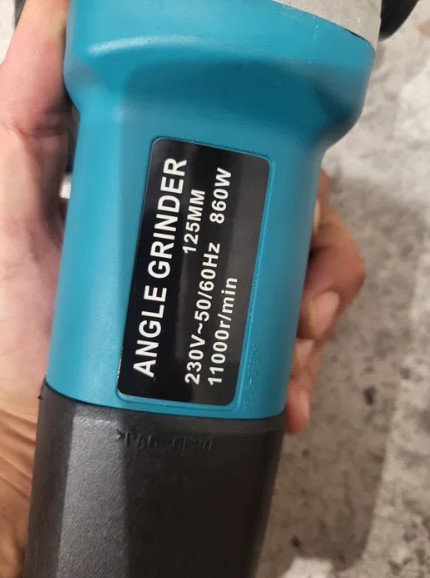 ANGLE GRINDER
125MM
230V~50/60Hz 860W
11000r/min